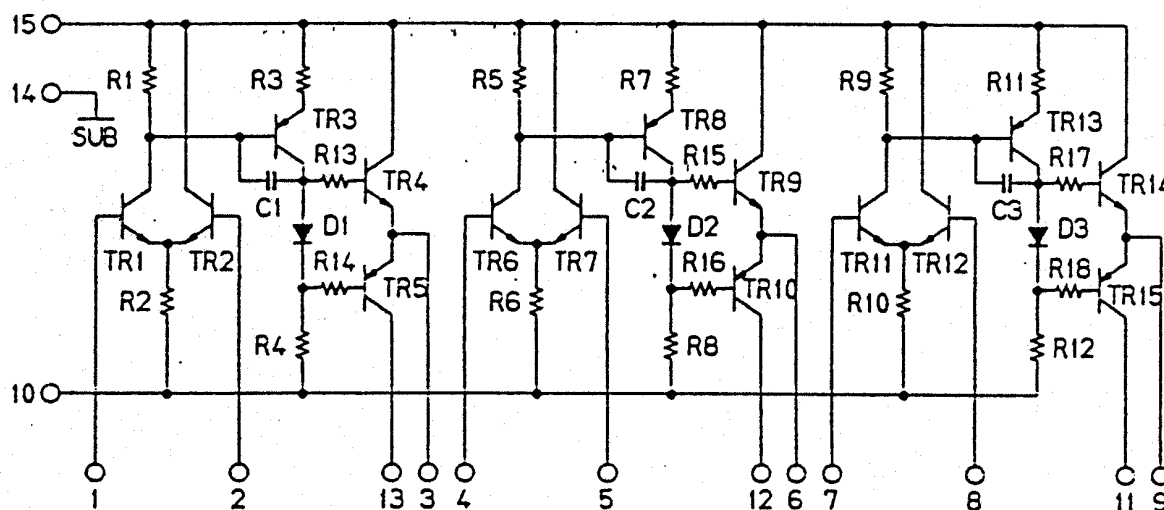 15
R1 R3 R5 R7 R9 R11
14
SUB
TR3 TR8 TR13
R13 R15 R17
TR4 TR9 TR14
C1 C2 C3
D1 D2 D3
TR1 TR2 R14 TR6 TR7 R16 TR11 TR12 R18
TR5 TR10 TR15
R2 R6 R10
R4 R8 R12
10
1 2 13 3 4 5 12 6 7 8 11 9